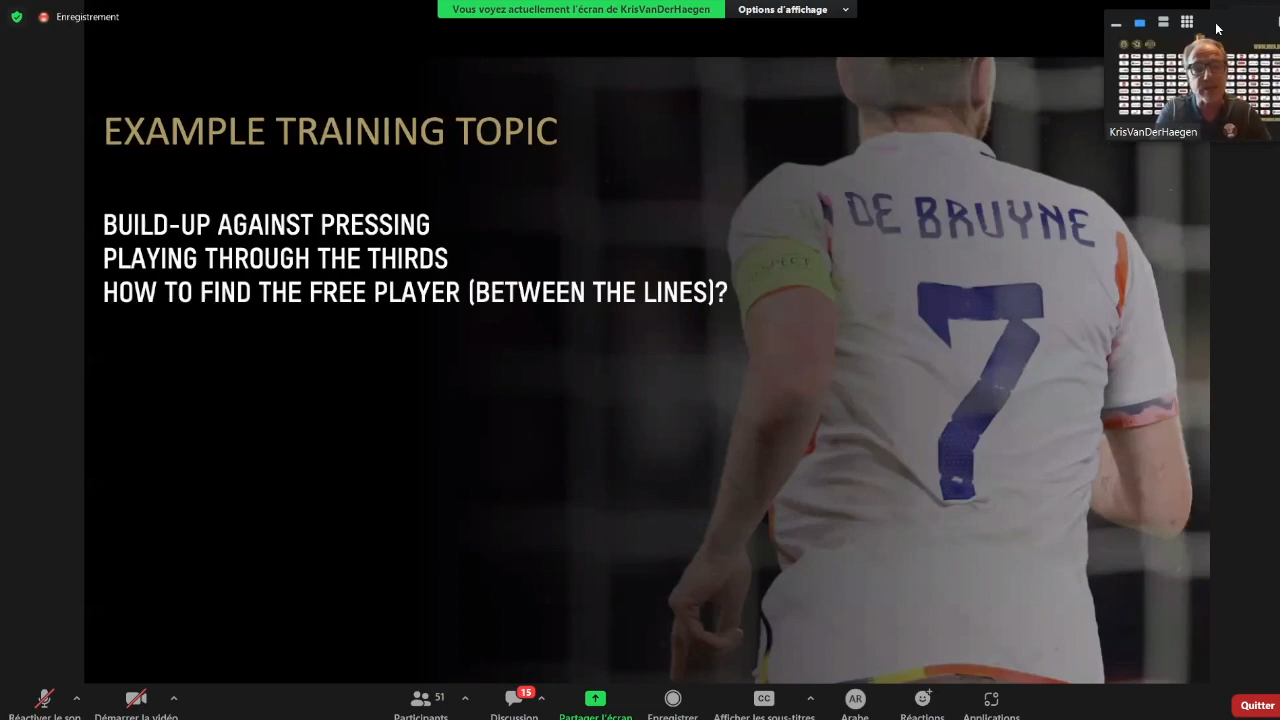 Vous voyez actuellement l'écran de KrisVanDerHaegen
Options d'affichage
Enregistrement
KrisVanDerHaegen
EXAMPLE TRAINING TOPIC
BUILD-UP AGAINST PRESSING
PLAYING THROUGH THE THIRDS
HOW TO FIND THE FREE PLAYER (BETWEEN THE LINES)?
DE BRUYNE
7
51
15
CC
AR
Réactiver le son
Démarrer la vidéo
Participants
Discussion
Partager l'écran
Enregistrer
Afficher les sous-titres
Arabe
Réactions
Applications
Quitter